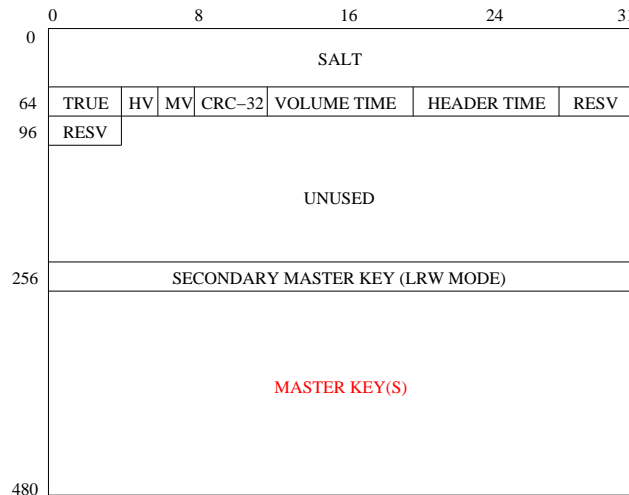 0 8 16 24 31
0
SALT
64 TRUE HV MV CRC-32 VOLUME TIME HEADER TIME RESV
96 RESV
UNUSED
256 SECONDARY MASTER KEY (LRW MODE)
MASTER KEY(S)
480